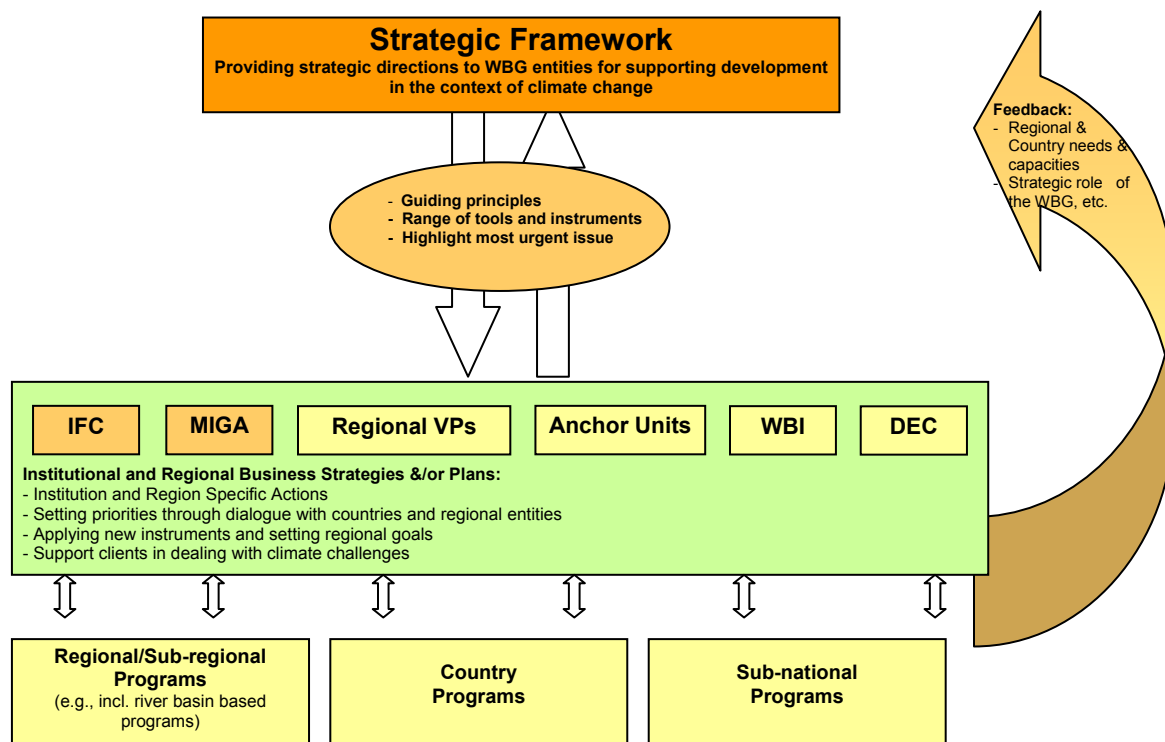 Strategic Framework
Providing strategic directions to WBG entities for supporting development
in the context of climate change
Feedback:
- Regional &
Country needs &
capacities
- Strategic role of
the WBG, etc.
- Guiding principles
- Range of tools and instruments
- Highlight most urgent issue
IFC
MIGA
Regional VPs
Anchor Units
WBI
DEC
Institutional and Regional Business Strategies &/or Plans:
- Institution and Region Specific Actions
- Setting priorities through dialogue with countries and regional entities
- Applying new instruments and setting regional goals
- Support clients in dealing with climate challenges
Regional/Sub-regional
Programs
(e.g., incl. river basin based
programs)
Country
Programs
Sub-national
Programs